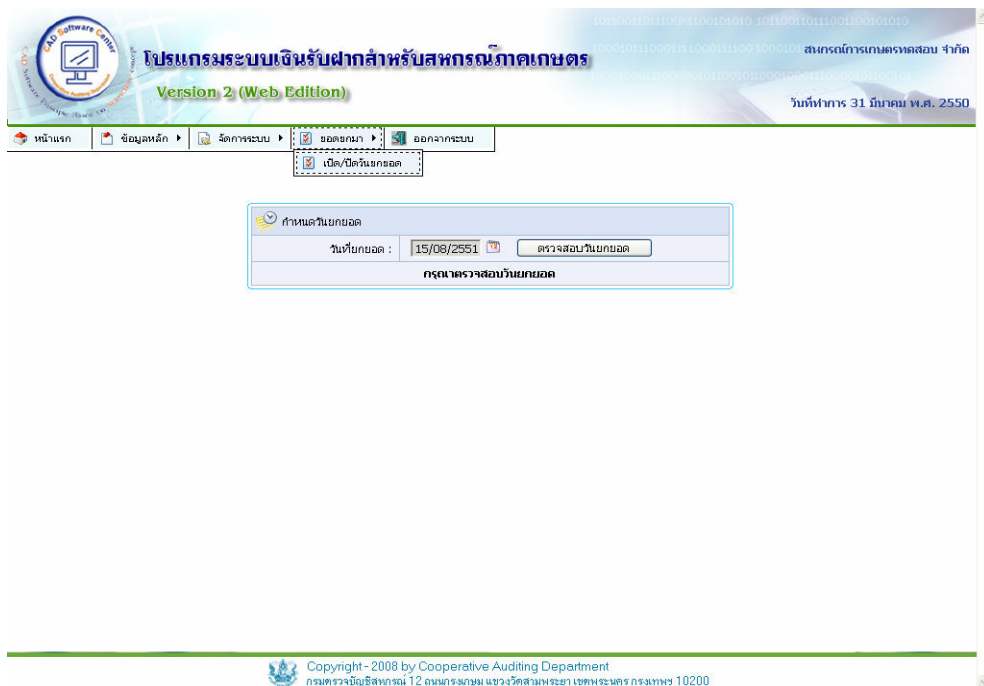 CAD Software Center
โปรแกรมระบบเงินรับฝากสำหรับสหกรณ์ภาคเกษตร
Version 2 (Web Edition)
สหกรณ์การเกษตรทดสอบ จำกัด
วันที่ทำการ 31 มีนาคม พ.ศ. 2550
หน้าแรก ข้อมูลหลัก จัดการระบบ ยอดยกมา ออกจากระบบ
เปิด/ปิดวันยกยอด
กำหนดวันยกยอด
วันที่ยกยอด : 15/08/2551 ตรวจสอบวันยกยอด
กรุณาตรวจสอบวันยกยอด
Copyright - 2008 by Cooperative Auditing Department
กรมตรวจบัญชีสหกรณ์ 12 ถนนกรุงเกษม แขวงวัดสามพระยา เขตพระนคร กรุงเทพฯ 10200